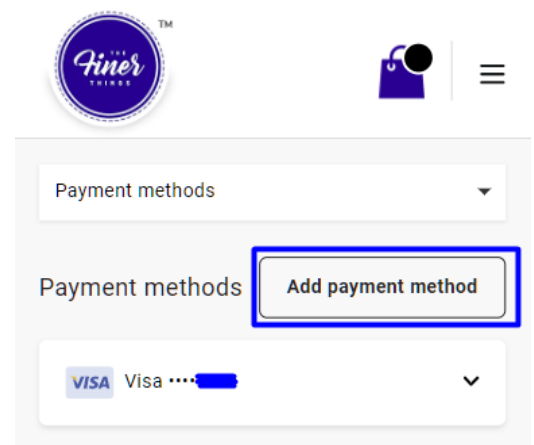 TM
THE
Finer
THINGS
Payment methods
Payment methods
Add payment method
VISA Visa ••••